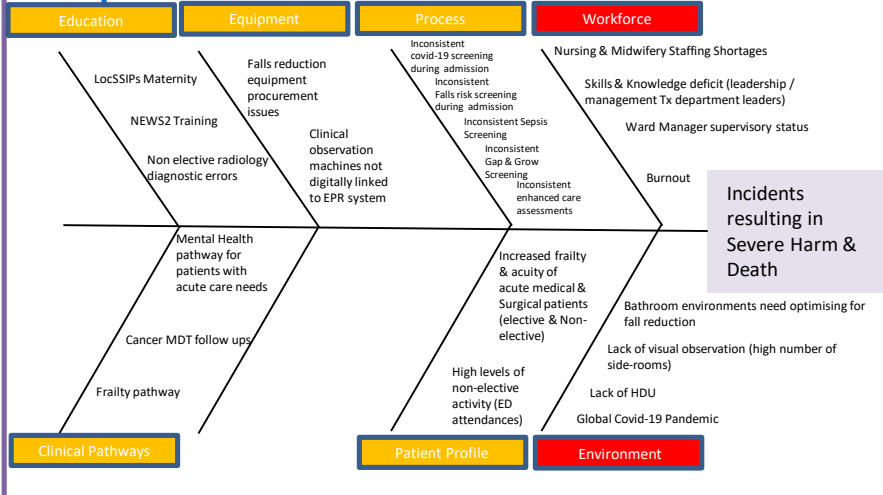 Education
Equipment
Process
Workforce
LocSSIPs Maternity
NEWS2 Training
Non elective radiology
diagnostic errors
Falls reduction
equipment
procurement
issues
Clinical
observation
machines not
digitally linked
to EPR system
Inconsistent
covid-19 screening
during admission
Inconsistent
Falls risk screening
during admission
Inconsistent Sepsis
Screening
Inconsistent
Gap & Grow
Screening
Inconsistent
enhanced care
assessments
Nursing & Midwifery Staffing Shortages
Skills & Knowledge deficit (leadership /
management Tx department leaders)
Ward Manager supervisory status
Burnout
Incidents
resulting in
Severe Harm &
Death
Mental Health
pathway for
patients with
acute care needs
Cancer MDT follow ups
Frailty pathway
Increased frailty
& acuity of
acute medical &
Surgical patients
(elective & Non-
elective)
High levels of
non-elective
activity (ED
attendances)
Bathroom environments need optimising for
fall reduction
Lack of visual observation (high number of
side-rooms)
Lack of HDU
Global Covid-19 Pandemic
Clinical Pathways
Patient Profile
Environment